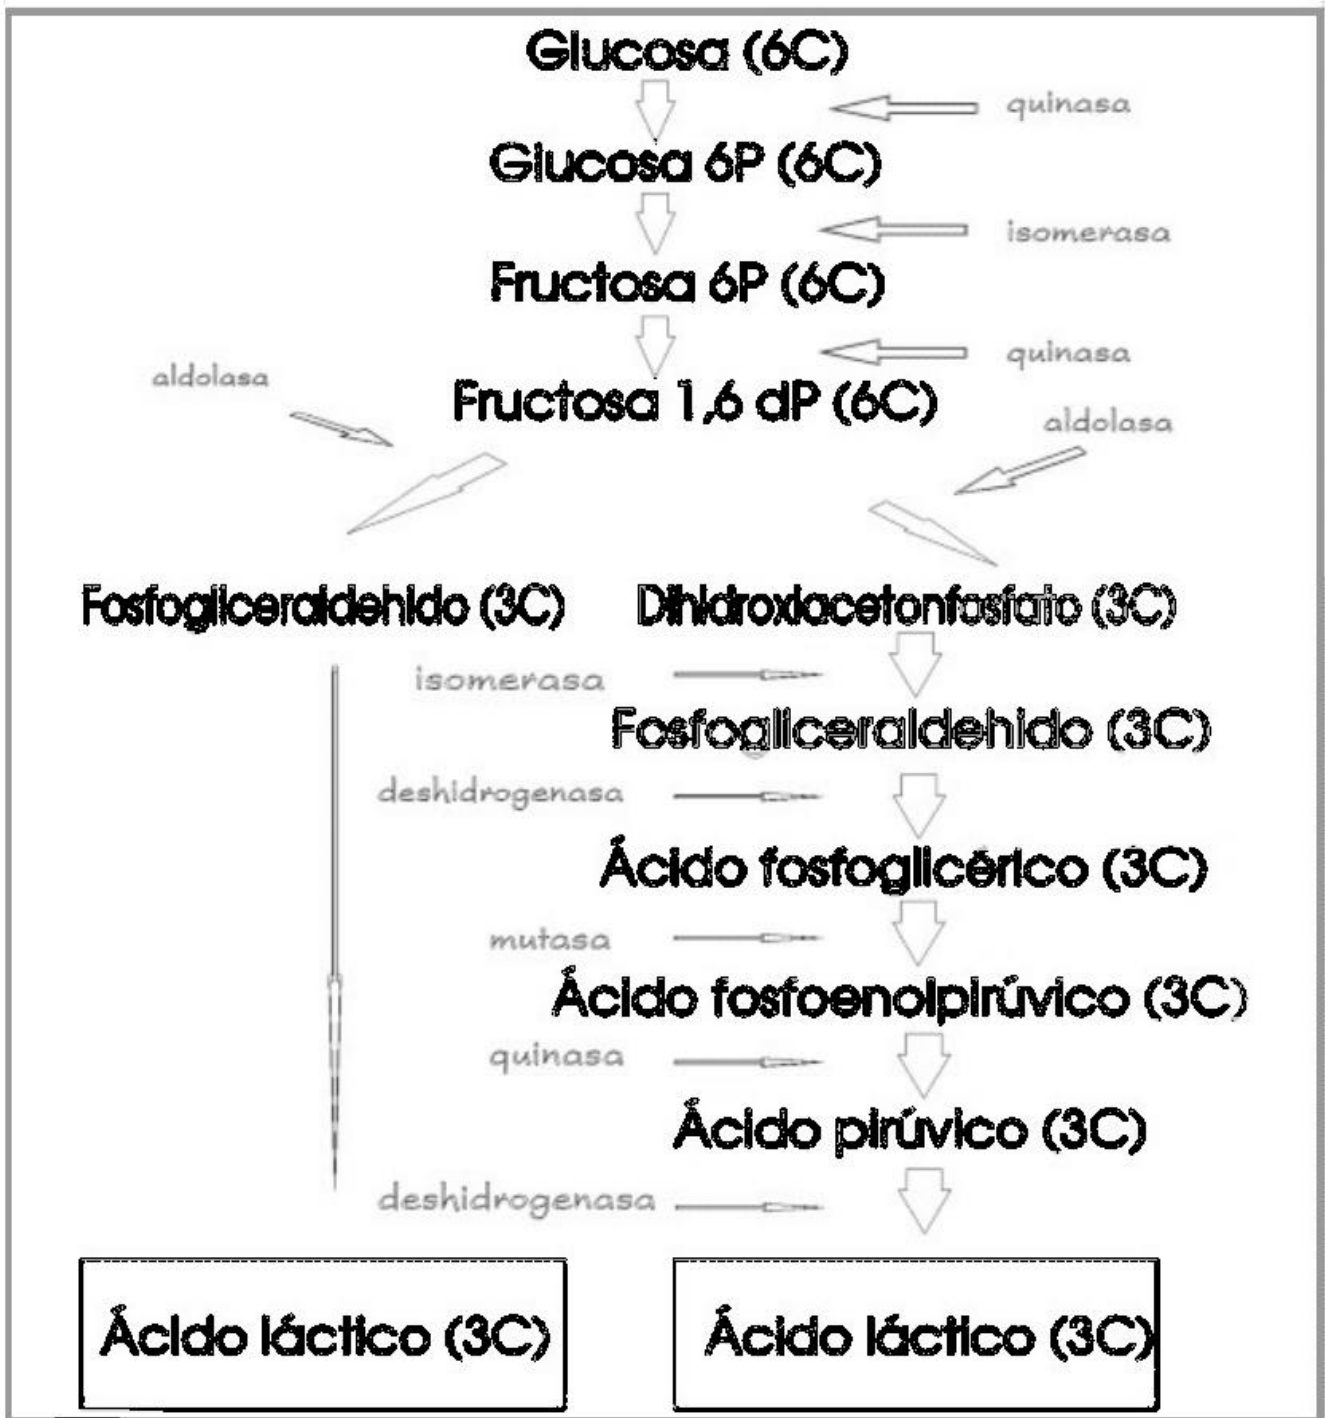 Glucosa (6C)
quinasa
Glucosa 6P (6C)
isomerasa
Fructosa 6P (6C)
quinasa
aldolasa
Fructosa 1,6 dP (6C)
aldolasa
Fosfogliceraldehido (3C)
Dihidroxiacetonfosfato (3C)
isomerasa
Fosfogliceraldehido (3C)
deshidrogenasa
Ácido fosfoglicérico (3C)
mutasa
Ácido fosfoenolpirúvico (3C)
quinasa
Ácido pirúvico (3C)
deshidrogenasa
Ácido láctico (3C)
Ácido láctico (3C)